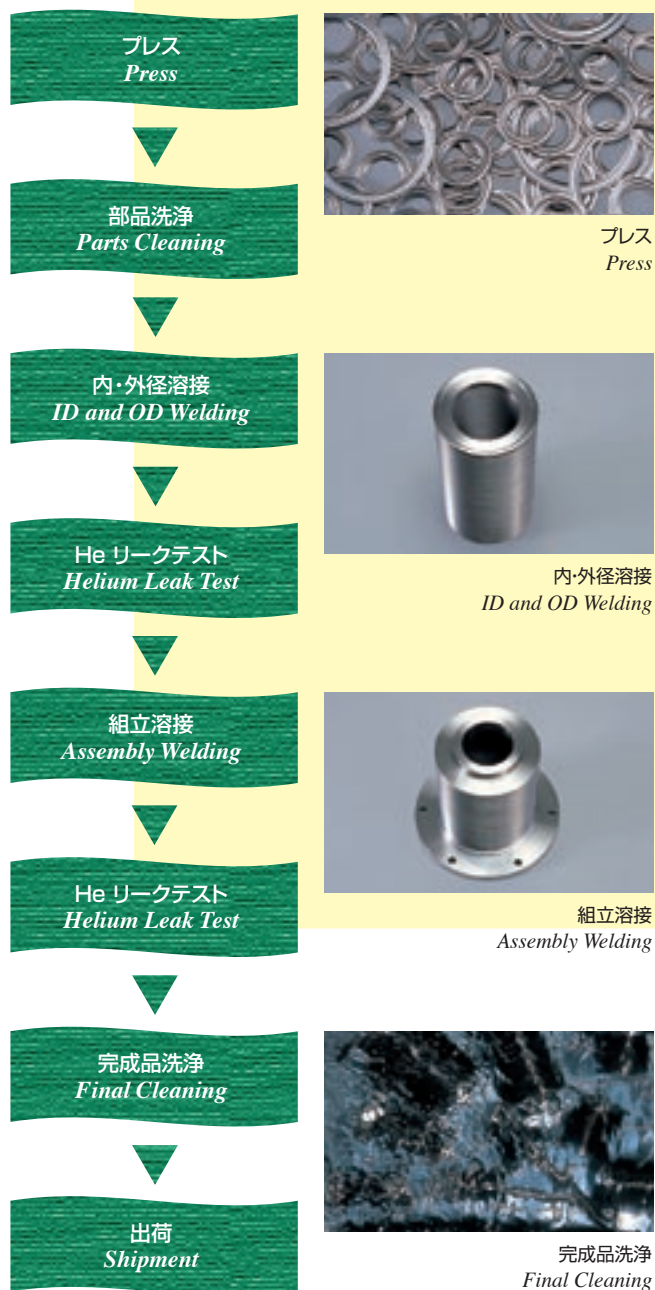 プレス
Press
プレス
Press
部品洗浄
Parts Cleaning
内・外径溶接
ID and OD Welding
内・外径溶接
ID and OD Welding
He リークテスト
Helium Leak Test
組立溶接
Assembly Welding
組立溶接
Assembly Welding
He リークテスト
Helium Leak Test
完成品洗浄
Final Cleaning
完成品洗浄
Final Cleaning
出荷
Shipment